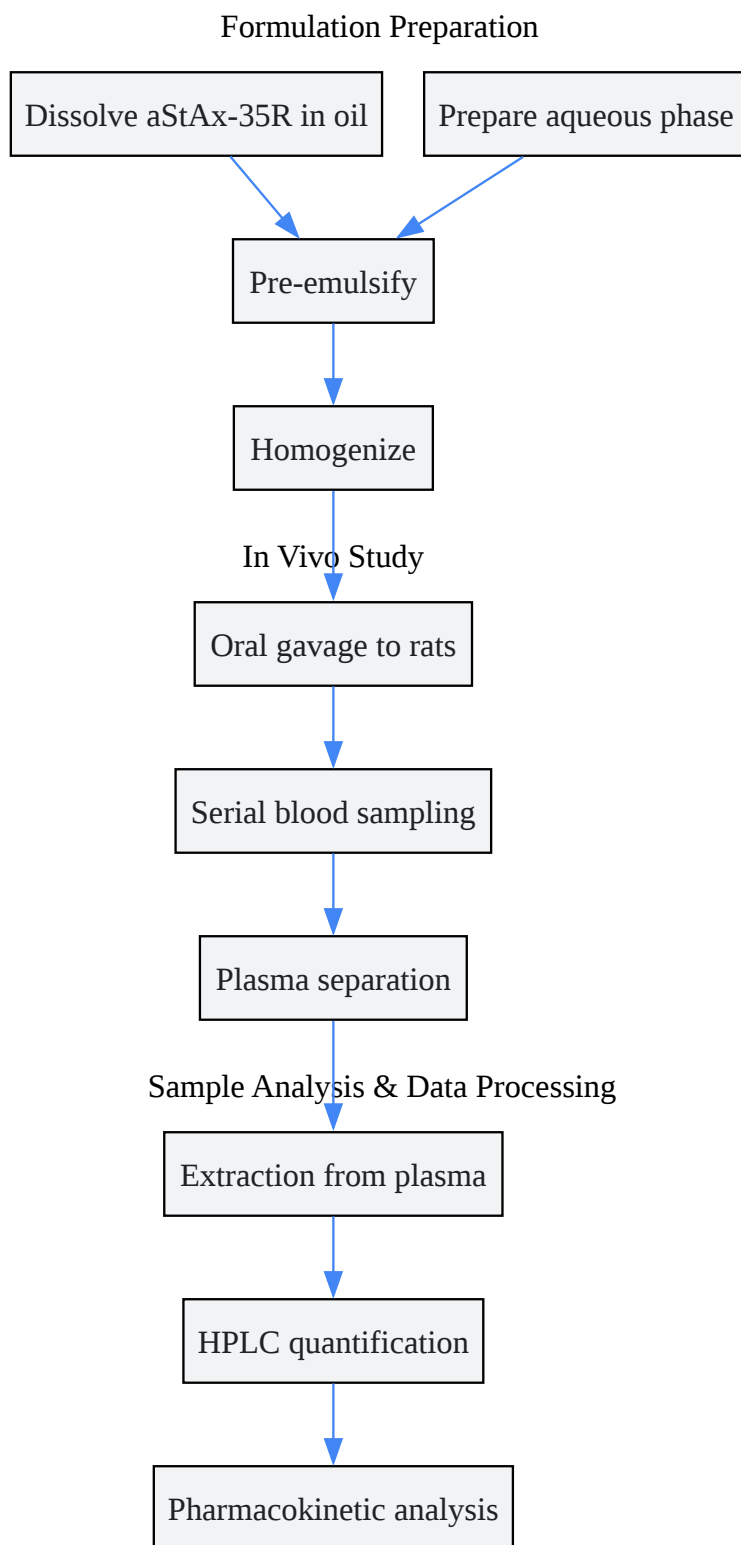 Formulation Preparation
Dissolve aStAx-35R in oil
Prepare aqueous phase
Pre-emulsify
Homogenize
In Vivo Study
Oral gavage to rats
Serial blood sampling
Plasma separation
Sample Analysis & Data Processing
Extraction from plasma
HPLC quantification
Pharmacokinetic analysis